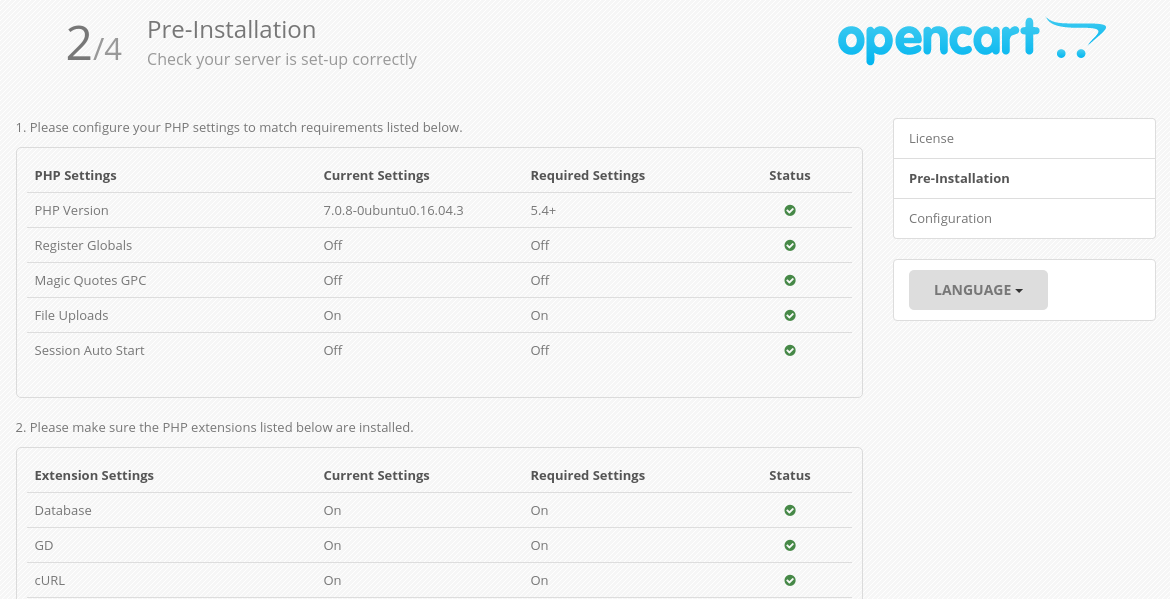 2/4
Pre-Installation
Check your server is set-up correctly
opencart
1. Please configure your PHP settings to match requirements listed below.
PHP Settings Current Settings Required Settings Status
PHP Version 7.0.8-0ubuntu0.16.04.3 5.4+
Register Globals Off Off
Magic Quotes GPC Off Off
File Uploads On On
Session Auto Start Off Off
2. Please make sure the PHP extensions listed below are installed.
Extension Settings Current Settings Required Settings Status
Database On On
GD On On
cURL On On
License
Pre-Installation
Configuration
LANGUAGE